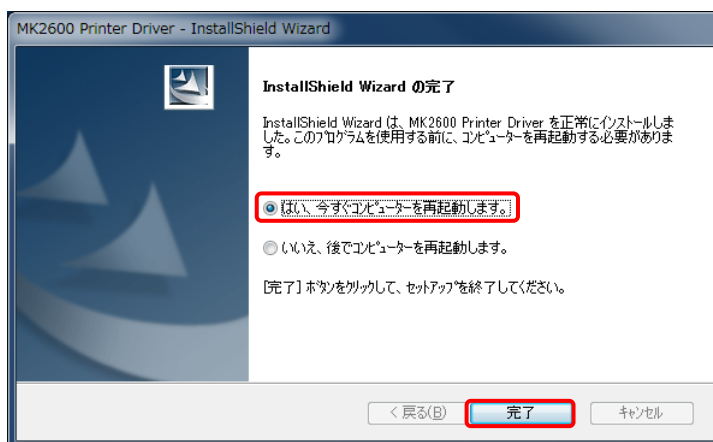 MK2600 Printer Driver - InstallShield Wizard
InstallShield Wizard の完了
InstallShield Wizard は、MK2600 Printer Driver を正常にインストールしま
した。このプログラムを使用する前に、コンピューターを再起動する必要がありま
す。
はい、今すぐコンピューターを再起動します。
いいえ、後でコンピューターを再起動します。
[完了] ボタンをクリックして、セットアップを終了してください。
< 戻る(B)
完了
キャンセル